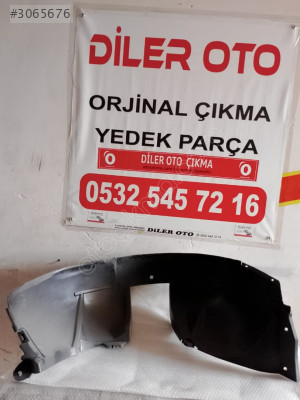 #3065676
DİLER OTO
ORJİNAL ÇIKMA
YEDEK PARÇA
DİLER OTO ÇIKMA
0532 545 72 16
DİLER OTO